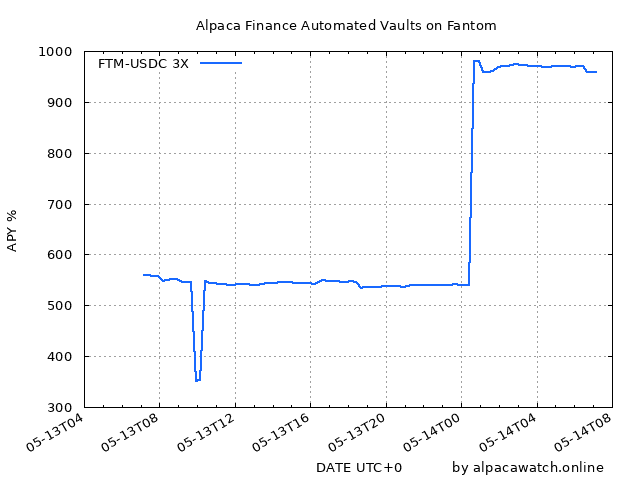 Alpaca Finance Automated Vaults on Fantom
FTM-USDC 3X
1000
900
800
700
600
500
400
300
APY %
05-13T04
05-13T08
05-13T12
05-13T16
05-13T20
05-14T00
05-14T04
05-14T08
DATE UTC+0
by alpacawatch.online